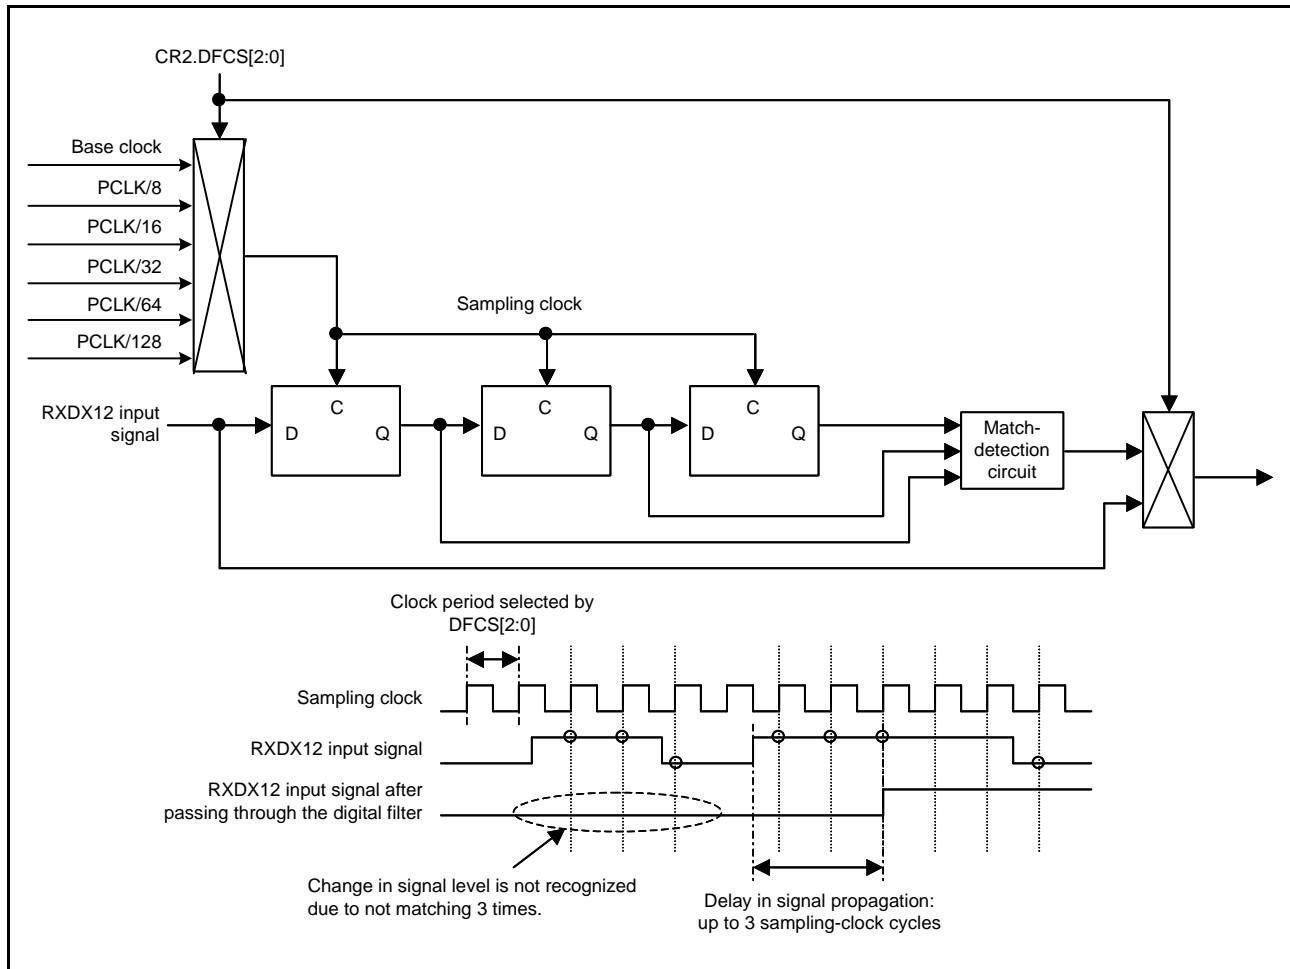 CR2.DFCS[2:0]
Base clock
PCLK/8
PCLK/16
PCLK/32
PCLK/64
PCLK/128
Sampling clock
RXDX12 input
signal
C
D
Q
C
D
Q
C
D
Q
Match-
detection
circuit
Clock period selected by
DFCS[2:0]
Sampling clock
RXDX12 input signal
RXDX12 input signal after
passing through the digital filter
Change in signal level is not recognized
due to not matching 3 times.
Delay in signal propagation:
up to 3 sampling-clock cycles